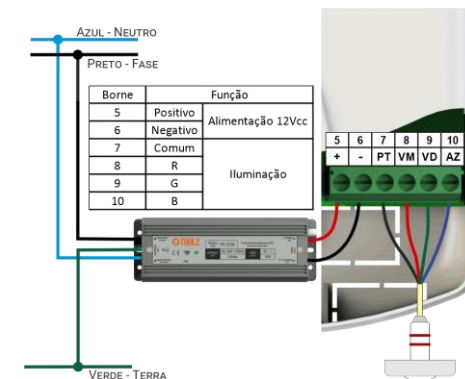 Azul - Neutro
Preto - Fase
Borne Função
5 Positivo Alimentação 12Vcc
6 Negativo
7 Comum Iluminação
8 R
9 G
10 B
5 6 7 8 9 10
+ - PT VM VD AZ
THOLZ
Verde - Terra